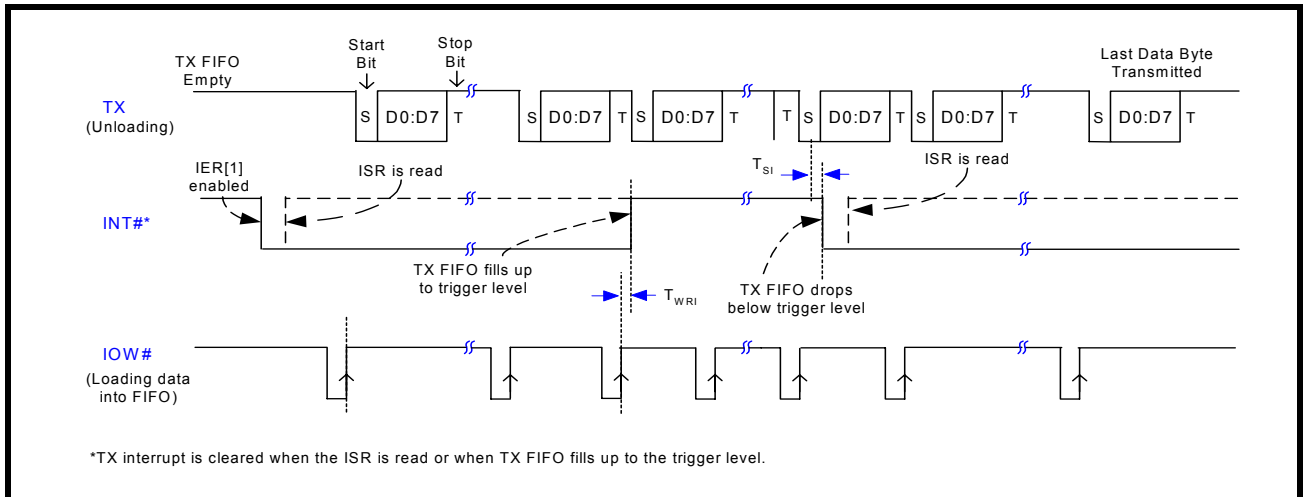 Start
Bit
Stop
Bit
TX FIFO
Empty
Last Data Byte
Transmitted
TX
(Unloading)
S D0:D7 T S D0:D7 T S D0:D7 T T S D0:D7 T S D0:D7 T S D0:D7 T
IER[1]
enabled
ISR is read
TSI
ISR is read
INT#*
TX FIFO fills up
to trigger level
TWRI
TX FIFO drops
below trigger level
IOW#
(Loading data
into FIFO)
*TX interrupt is cleared when the ISR is read or when TX FIFO fills up to the trigger level.